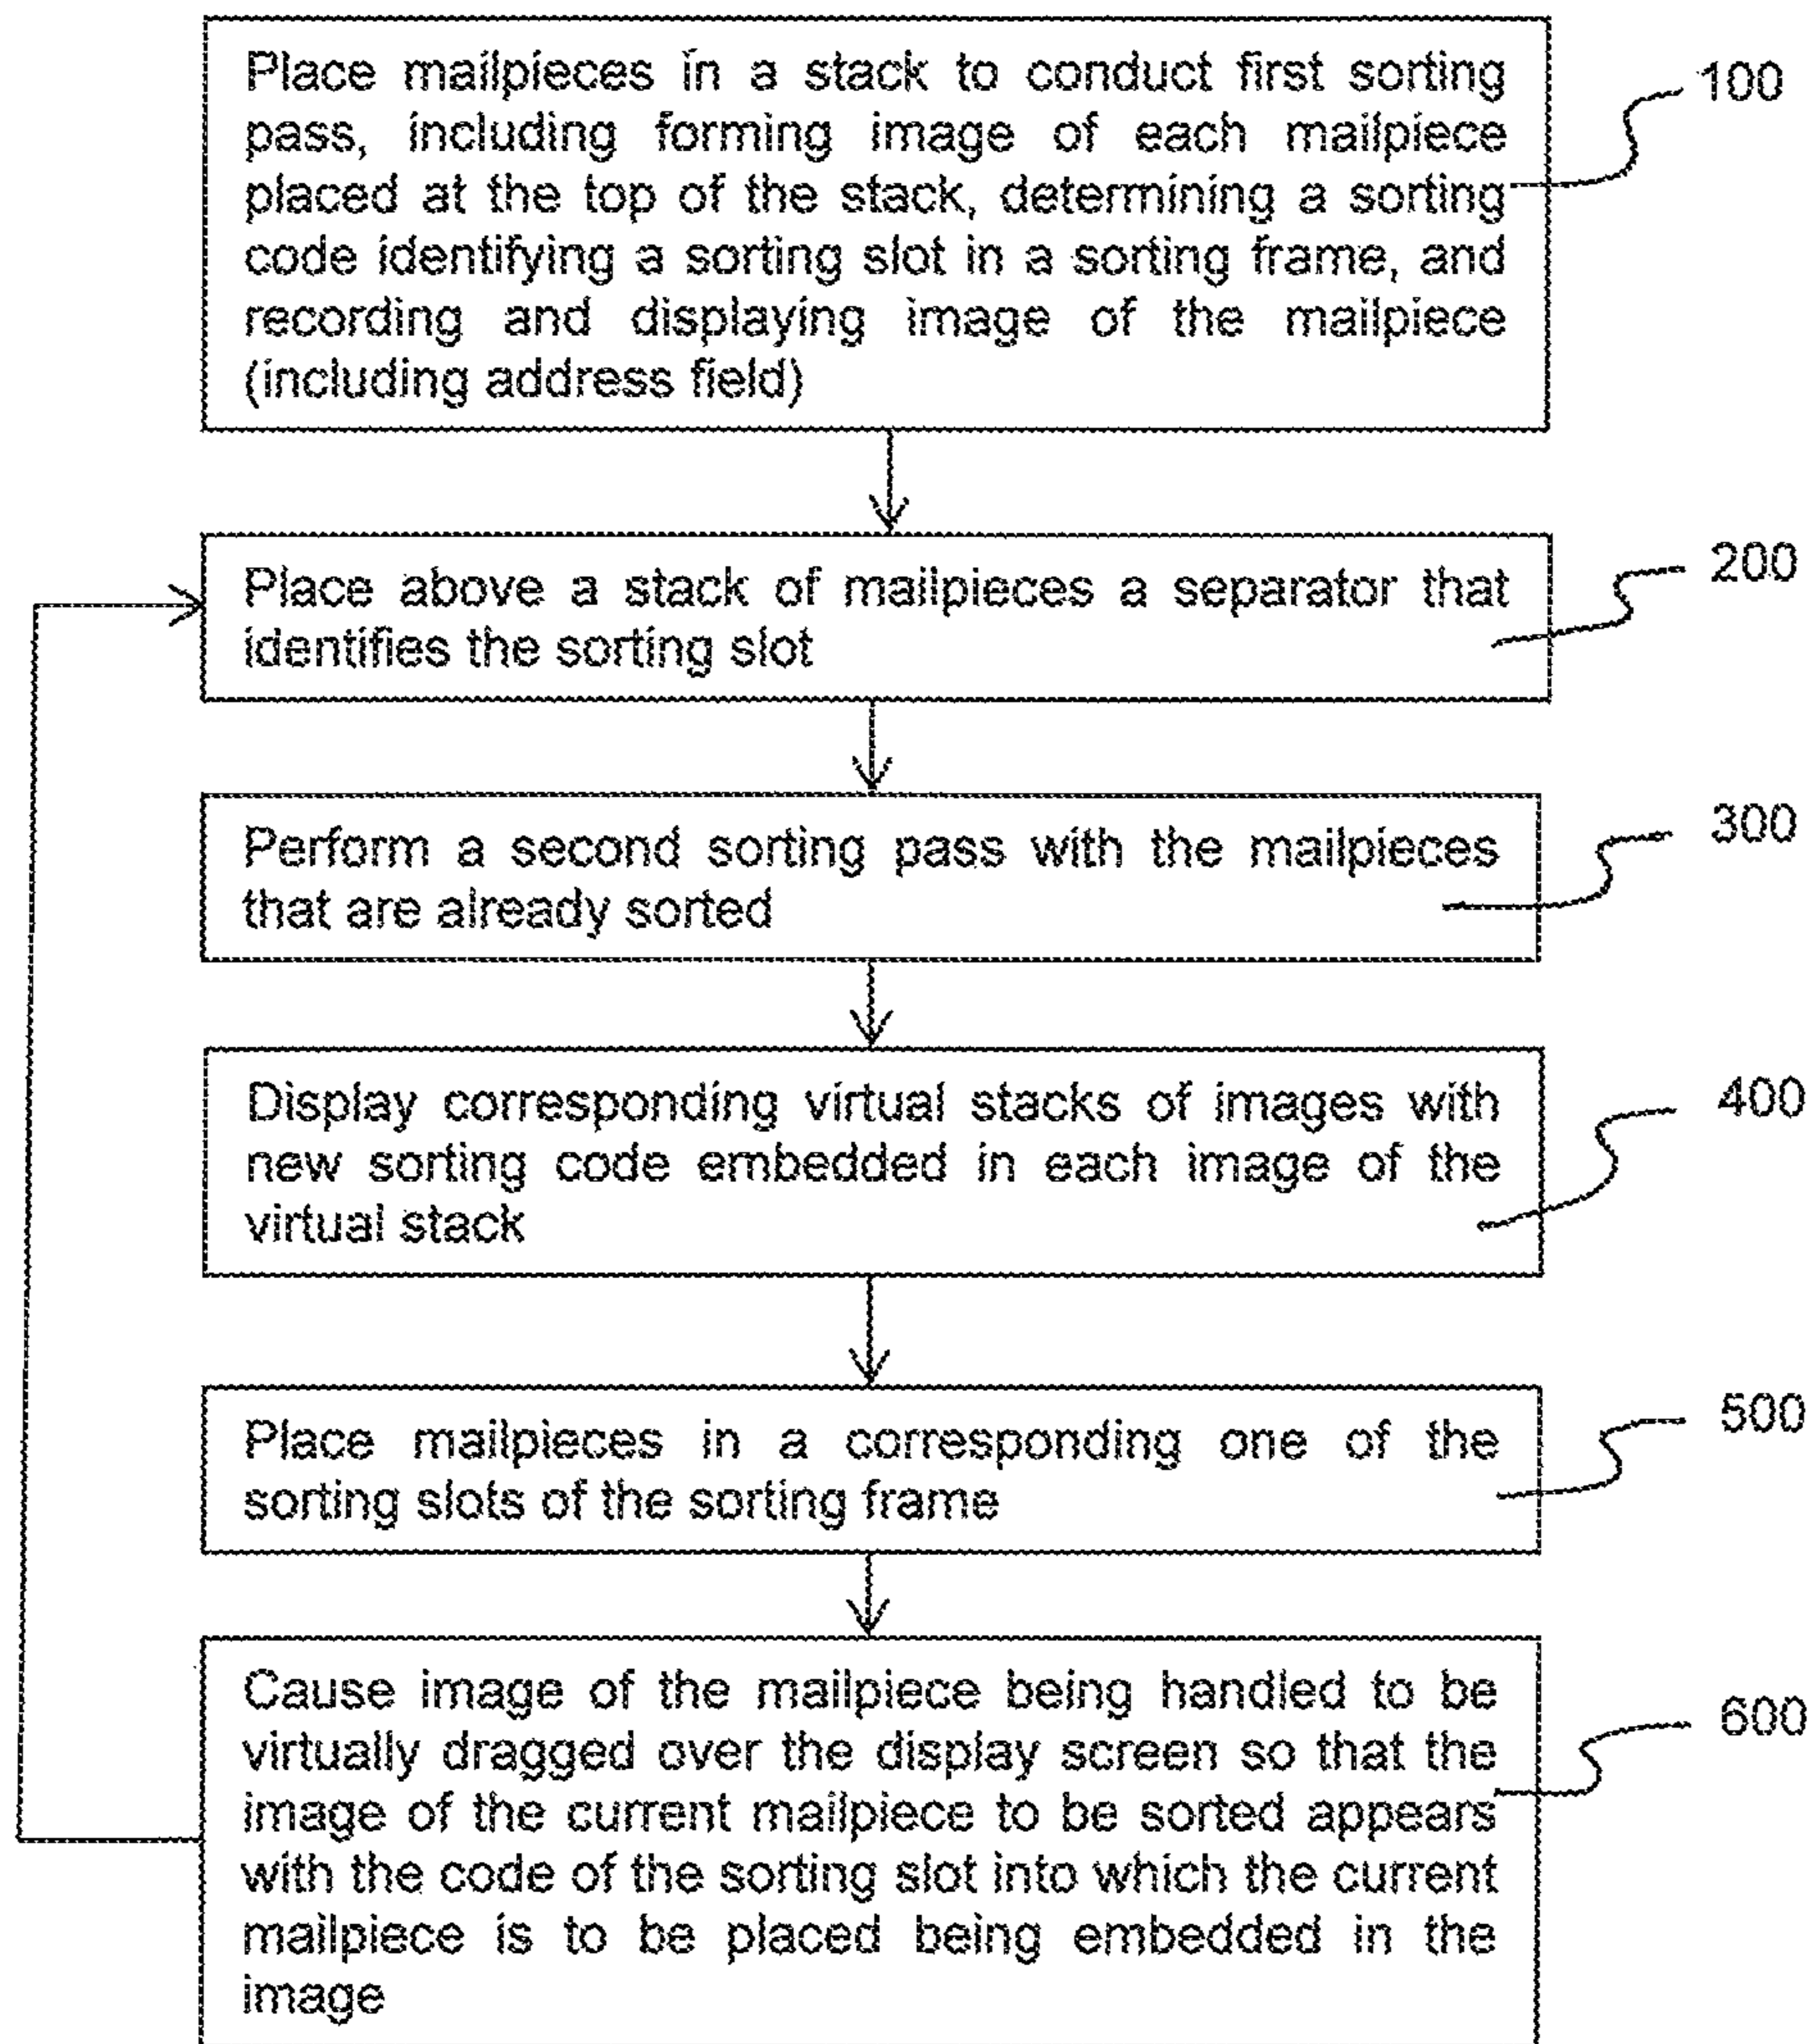 Place mailpieces in a stack to conduct first sorting
pass, including forming image of each mailpiece
placed at the top of the stack, determining a sorting
code identifying a sorting slot in a sorting frame, and
recording and displaying image of the mailpiece
(including address field)
100
Place above a stack of mailpieces a separator that
identifies the sorting slot
200
Perform a second sorting pass with the mailpieces
that are already sorted
300
Display corresponding virtual stacks of images with
new sorting code embedded in each image of the
virtual stack
400
Place mailpieces in a corresponding one of the
sorting slots of the sorting frame
500
Cause image of the mailpiece being handled to be
virtually dragged over the display screen so that the
image of the current mailpiece to be sorted appears
with the code of the sorting slot into which the current
mailpiece is to be placed being embedded in the
image
600